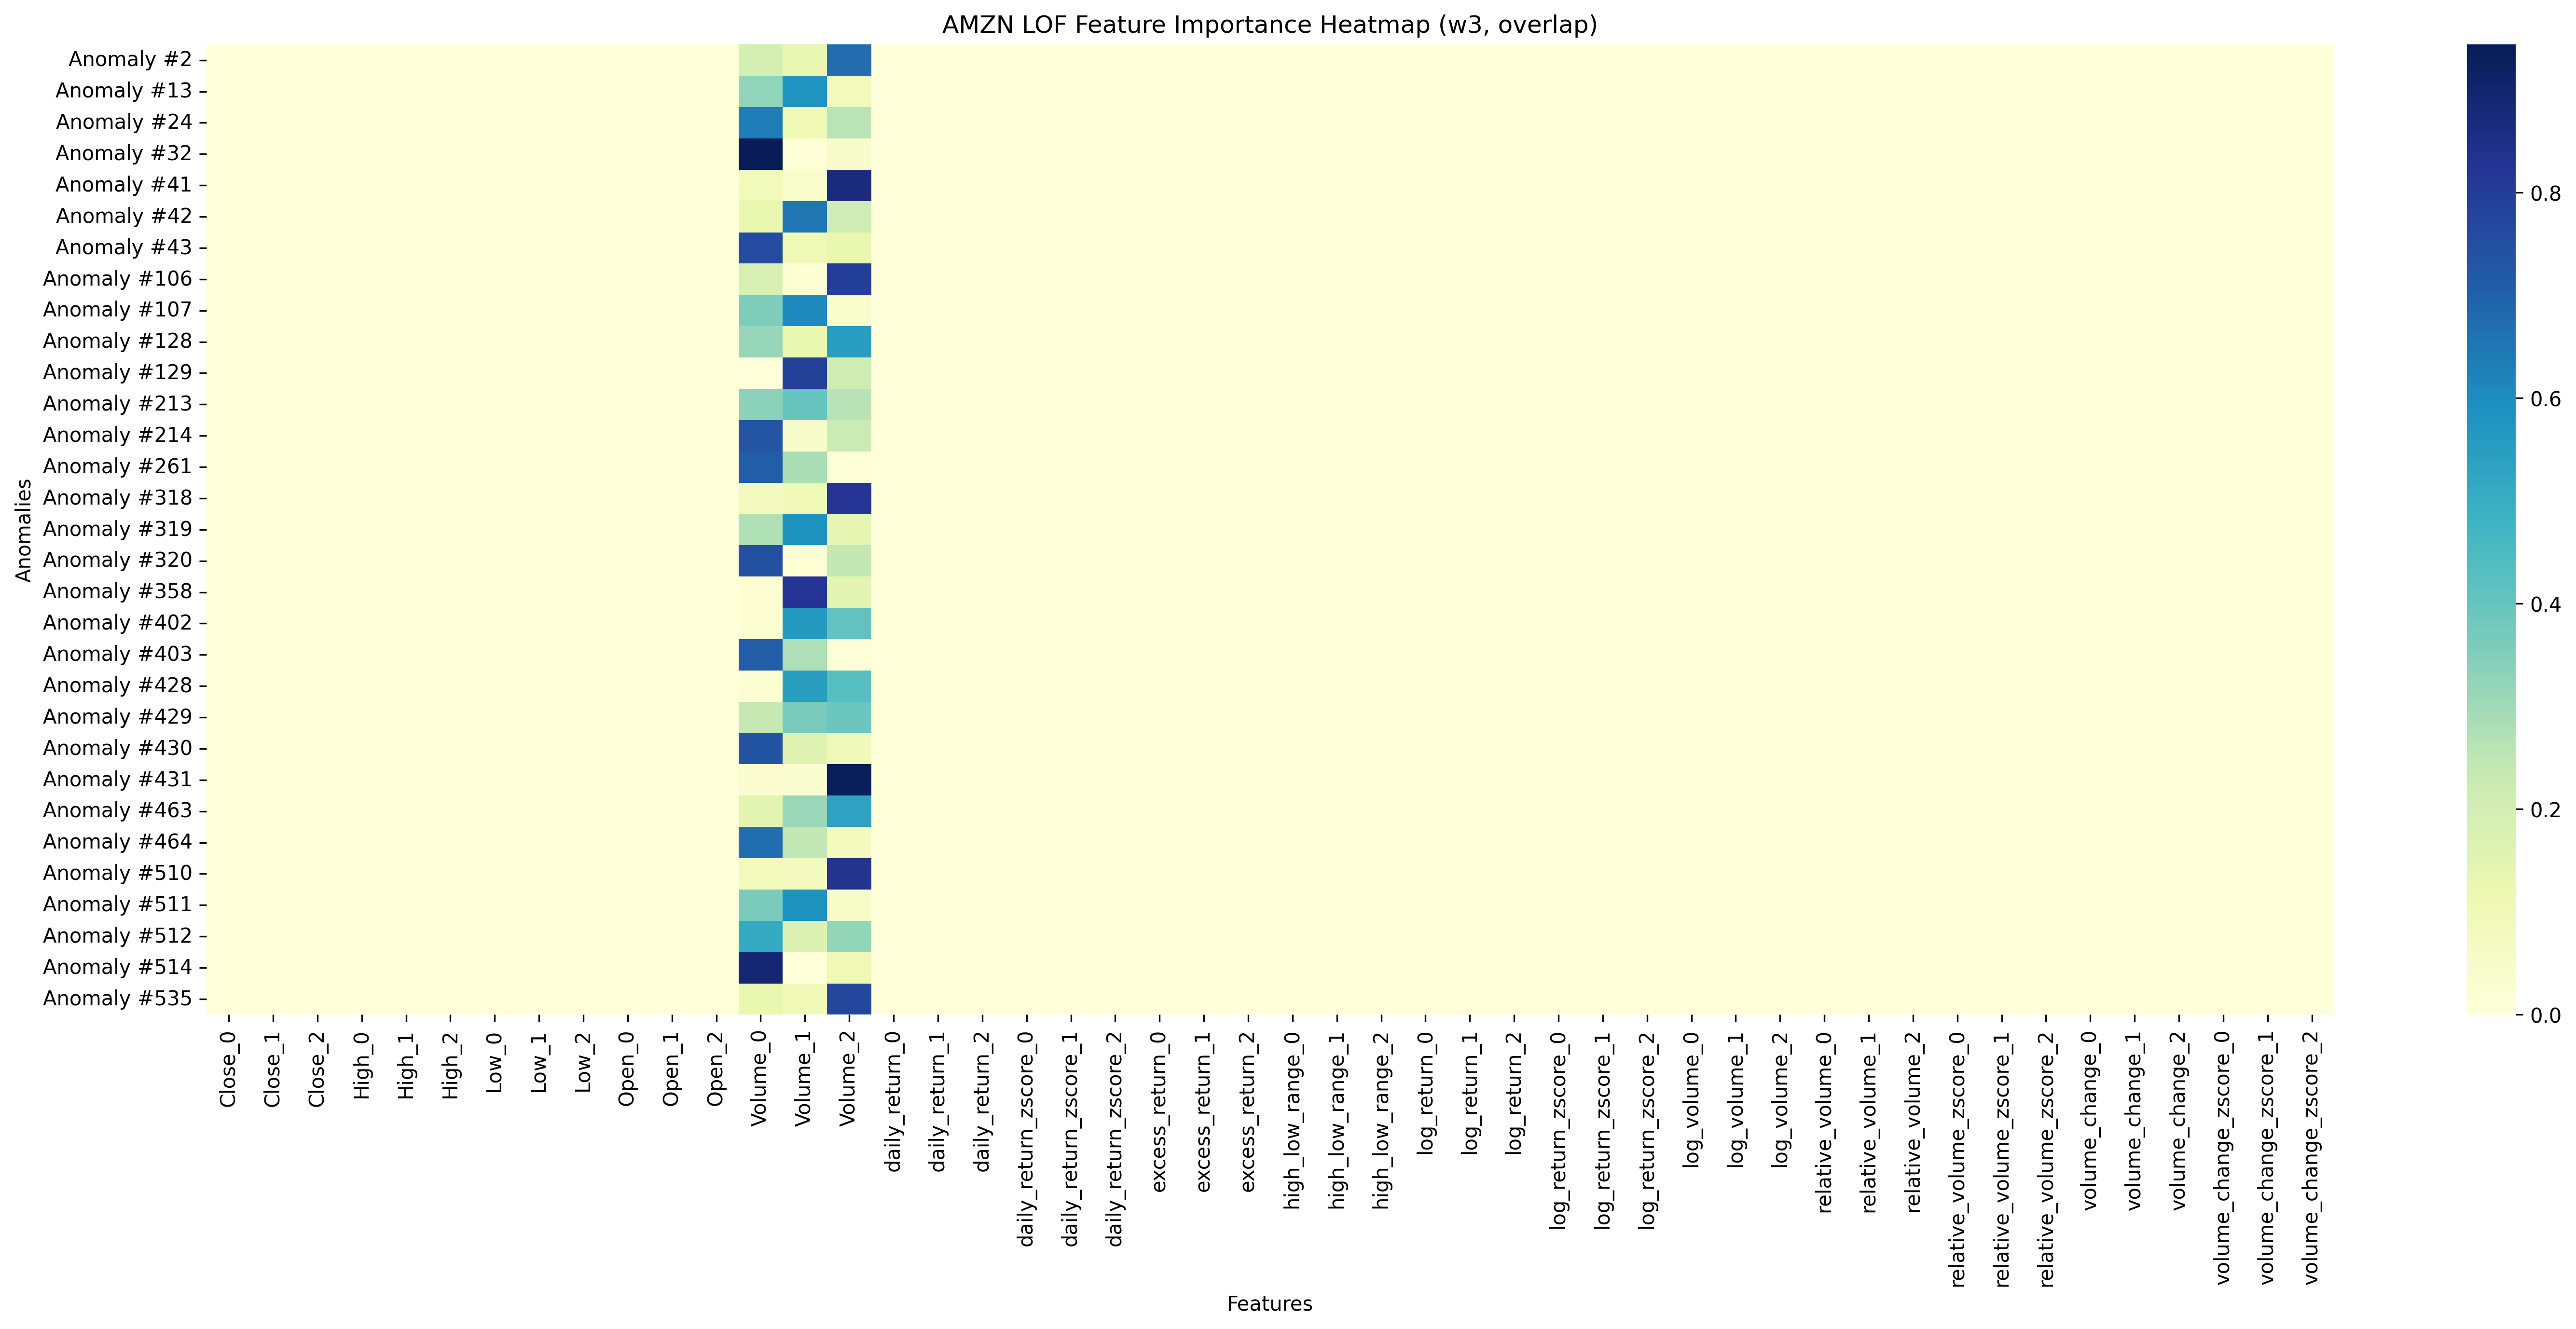 AMZN LOF Feature Importance Heatmap (w3, overlap)
Anomalies
Anomaly #2
Anomaly #13
Anomaly #24
Anomaly #32
Anomaly #41
Anomaly #42
Anomaly #43
Anomaly #106
Anomaly #107
Anomaly #128
Anomaly #129
Anomaly #213
Anomaly #214
Anomaly #261
Anomaly #318
Anomaly #319
Anomaly #320
Anomaly #358
Anomaly #402
Anomaly #403
Anomaly #428
Anomaly #429
Anomaly #430
Anomaly #431
Anomaly #463
Anomaly #464
Anomaly #510
Anomaly #511
Anomaly #512
Anomaly #514
Anomaly #535
Close_0
Close_1
Close_2
High_0
High_1
High_2
Low_0
Low_1
Low_2
Open_0
Open_1
Open_2
Volume_0
Volume_1
Volume_2
daily_return_0
daily_return_1
daily_return_2
daily_return_zscore_0
daily_return_zscore_1
daily_return_zscore_2
excess_return_0
excess_return_1
excess_return_2
high_low_range_0
high_low_range_1
high_low_range_2
log_return_0
log_return_1
log_return_2
log_return_zscore_0
log_return_zscore_1
log_return_zscore_2
log_volume_0
log_volume_1
log_volume_2
relative_volume_0
relative_volume_1
relative_volume_2
relative_volume_zscore_0
relative_volume_zscore_1
relative_volume_zscore_2
volume_change_0
volume_change_1
volume_change_2
volume_change_zscore_0
volume_change_zscore_1
volume_change_zscore_2
Features
0.8
0.6
0.4
0.2
0.0